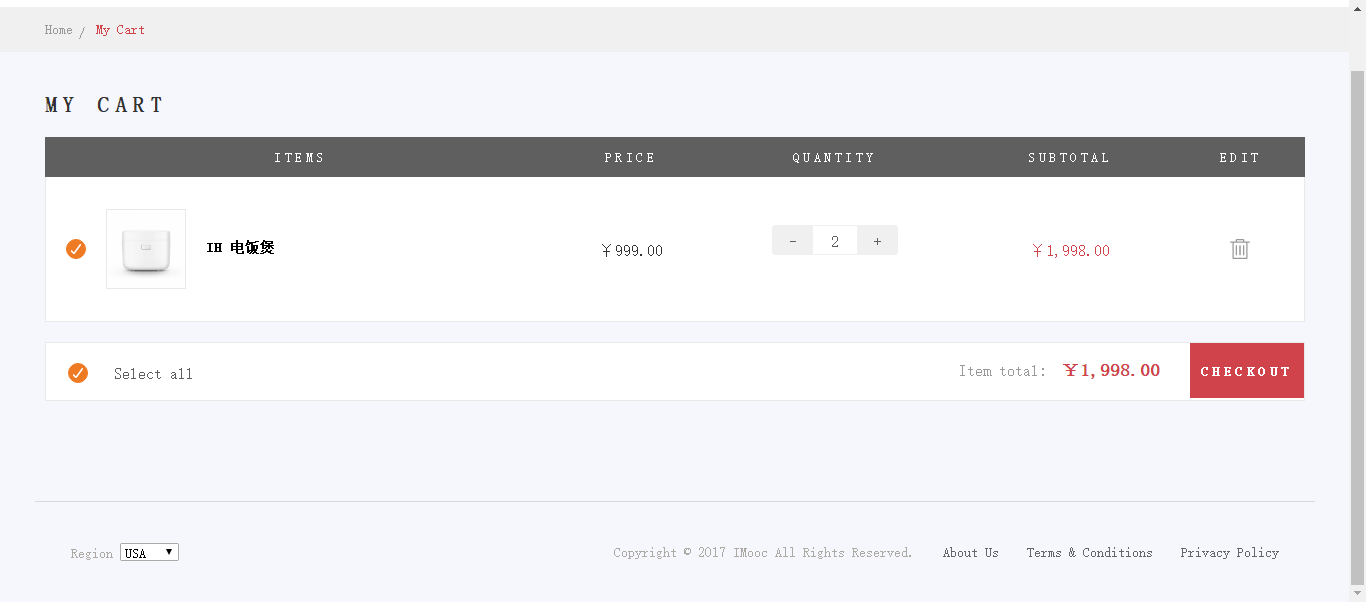 Home / My Cart
MY CART
ITEMS PRICE QUANTITY SUBTOTAL EDIT
IH 电饭煲 ￥999.00 - 2 + ￥1,998.00
Select all Item total: ￥1,998.00 CHECKOUT
Region USA Copyright © 2017 IMooc All Rights Reserved. About Us Terms & Conditions Privacy Policy